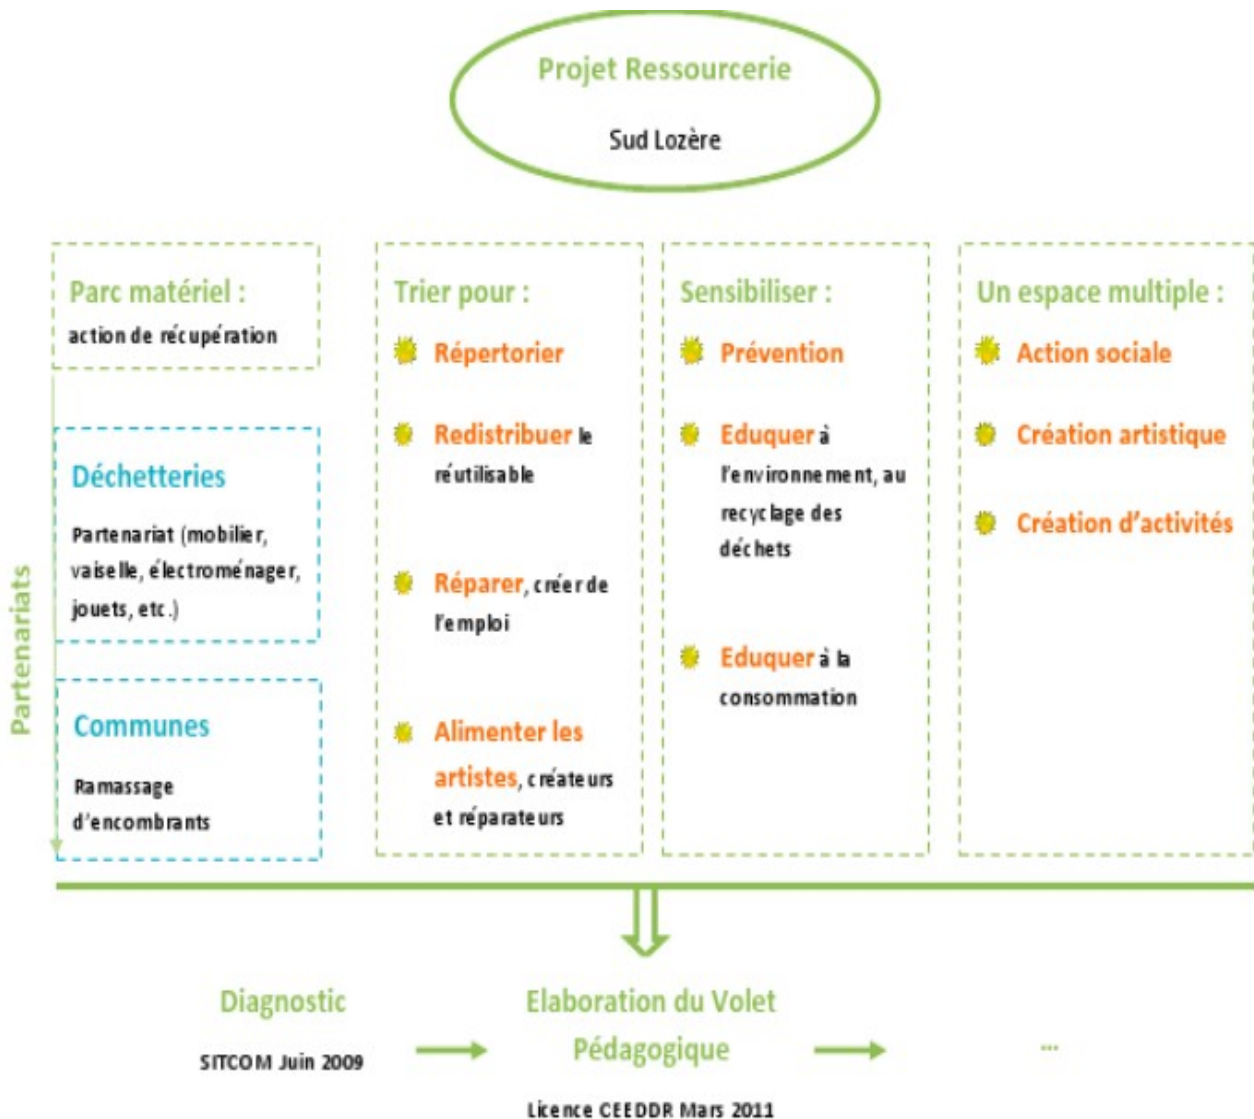 Projet Ressourcerie
Sud Lozère
Parc matériel :
action de récupération
Partenariats
Déchetteries
Partenariat (mobilier,
vaiselle, électroménager,
jouets, etc.)
Communes
Ramassage
d'encombrants
Trier pour :
Répertorier
Redistribuer le
réutilisable
Réparer, créer de
l'emploi
Alimenter les
artistes, créateurs
et réparateurs
Sensibiliser :
Prévention
Eduquer à
l'environnement, au
recyclage des
déchets
Eduquer à la
consommation
Un espace multiple :
Action sociale
Création artistique
Création d'activités
Diagnostic
SITCOM Juin 2009
Elaboration du Volet
Pédagogique
Licence CEEDDR Mars 2011
...